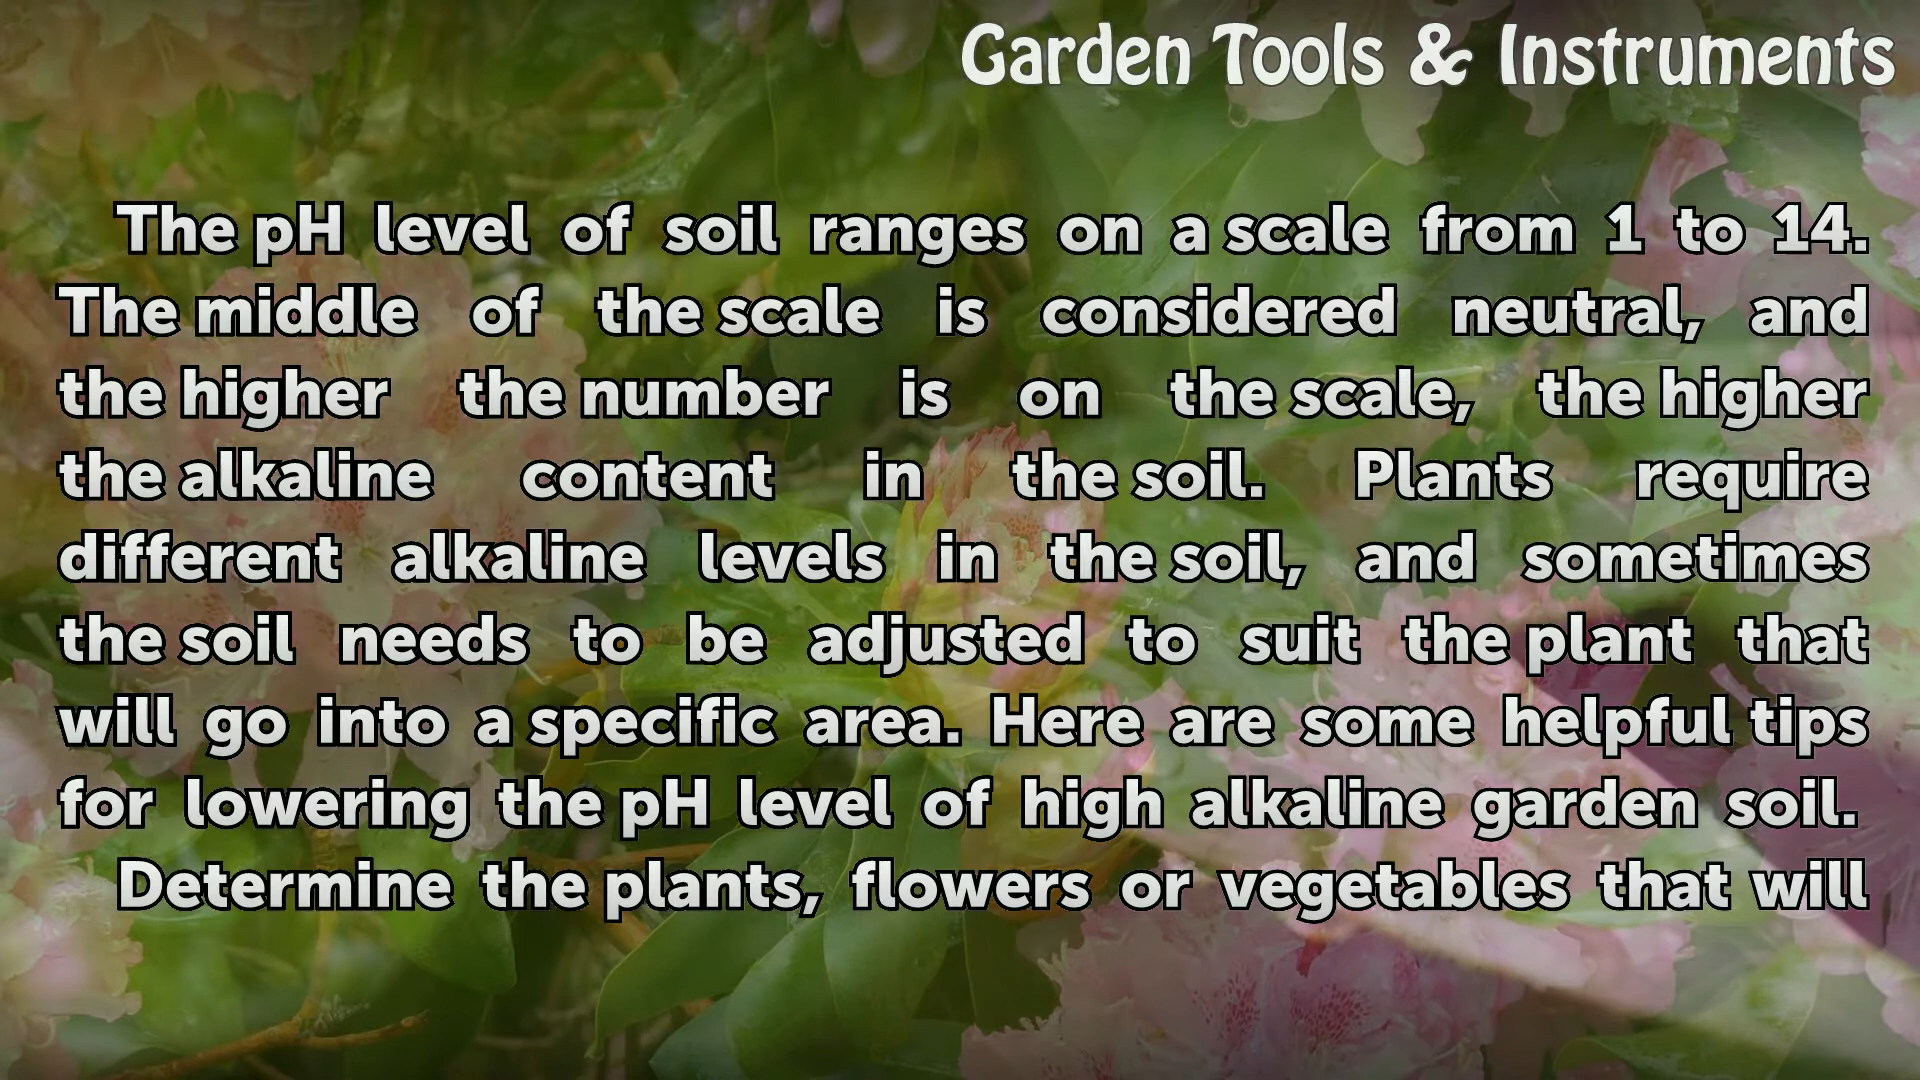 Garden Tools & Instruments
The pH level of soil ranges on a scale from 1 to 14.
The middle of the scale is considered neutral, and
the higher the number is on the scale, the higher
the alkaline content in the soil. Plants require
different alkaline levels in the soil, and sometimes
the soil needs to be adjusted to suit the plant that
will go into a specific area. Here are some helpful tips
for lowering the pH level of high alkaline garden soil.
Determine the plants, flowers or vegetables that will